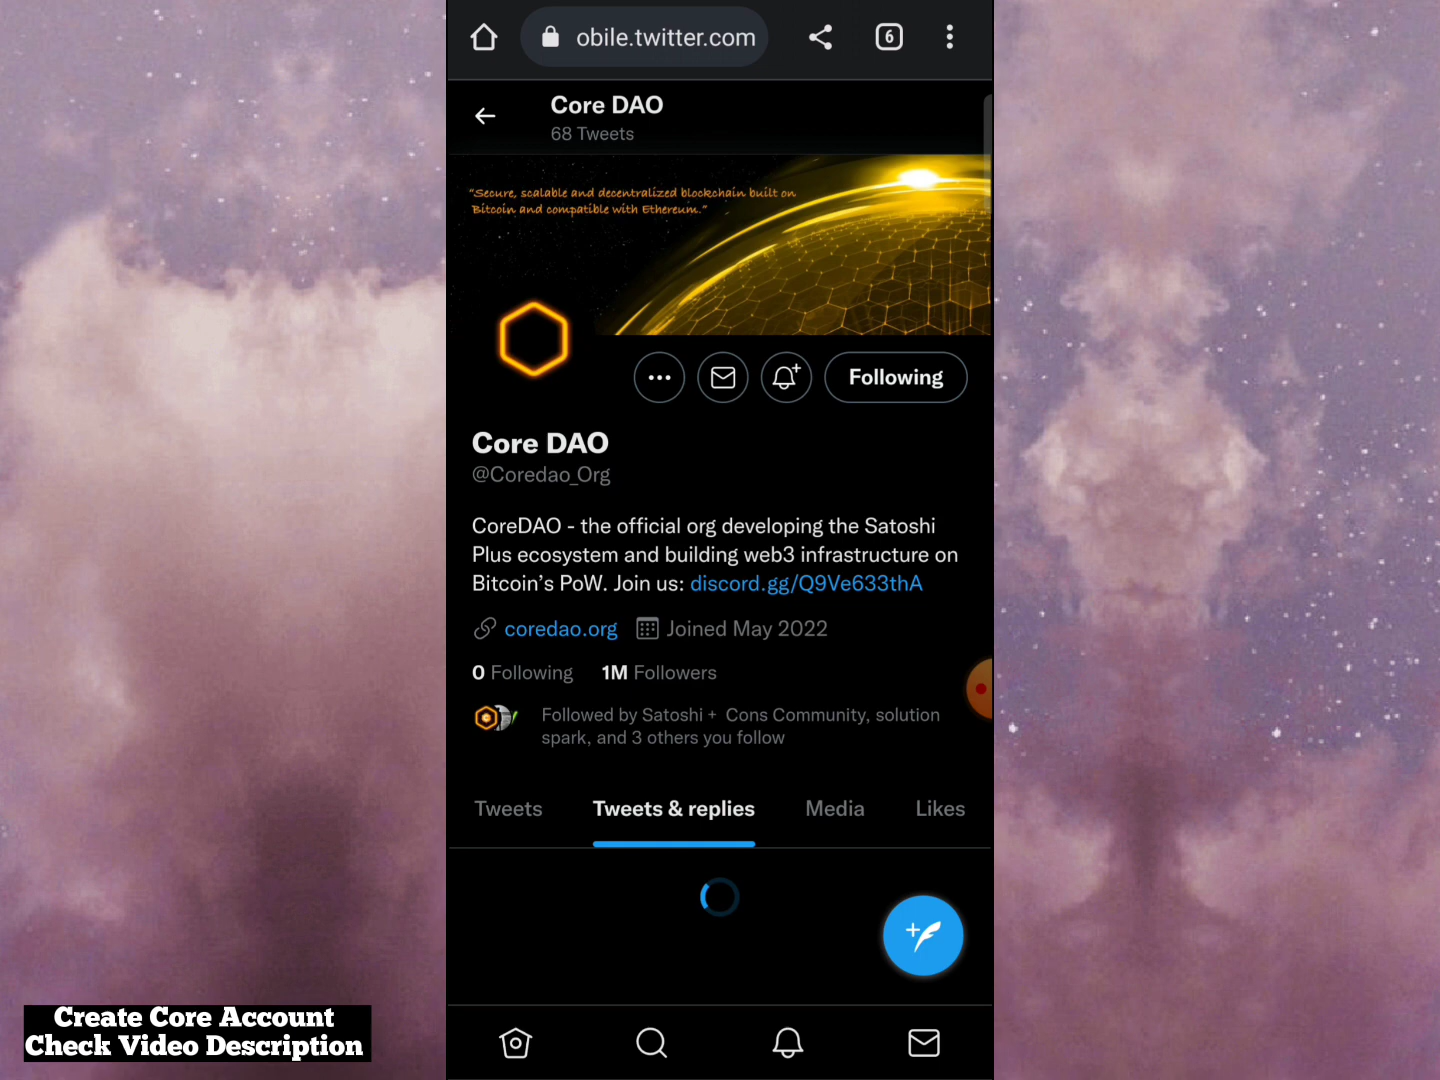 obile.twitter.com
6
Core DAO
68 Tweets
"Secure, scalable and decentralized blockchain built on
Bitcoin and compatible with Ethereum."
Following
Core DAO
@Coredao_Org
CoreDAO - the official org developing the Satoshi
Plus ecosystem and building web3 infrastructure on
Bitcoin's PoW. Join us: discord.gg/Q9Ve633thA
coredao.org Joined May 2022
0 Following 1M Followers
Followed by Satoshi + Cons Community, solution
spark, and 3 others you follow
Tweets Tweets & replies Media Likes
Create Core Account
Check Video Description